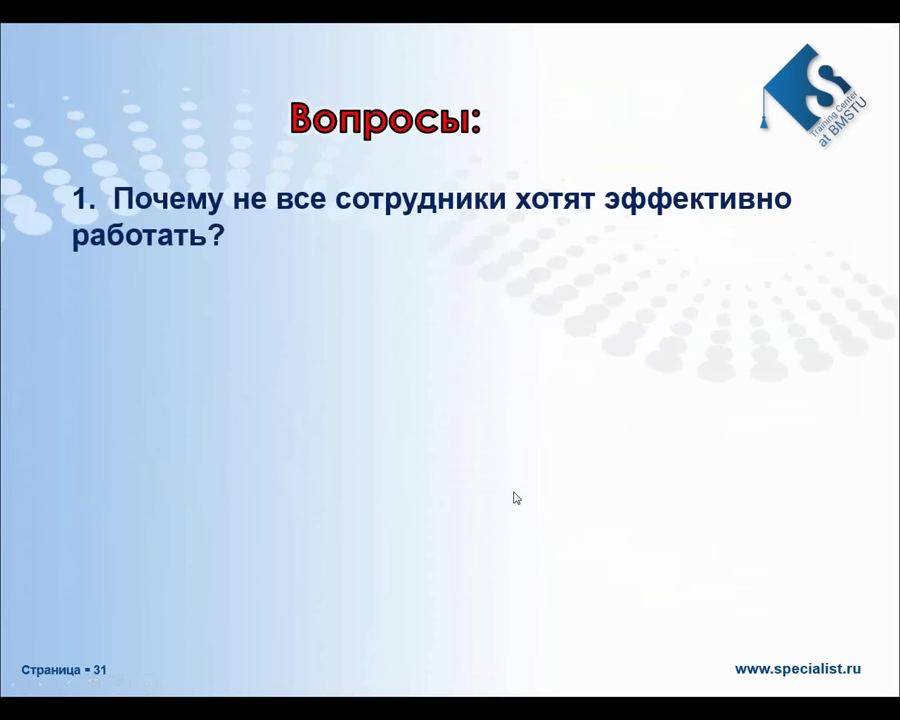 Training Center
at BMSTU
Вопросы:
1. Почему не все сотрудники хотят эффективно
работать?
Страница ▪ 31
www.specialist.ru